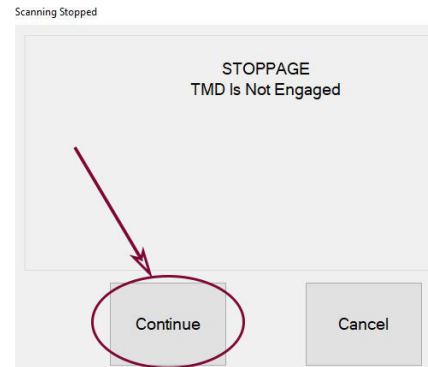 Scanning Stopped
STOPPAGE
TMD Is Not Engaged
Continue
Cancel